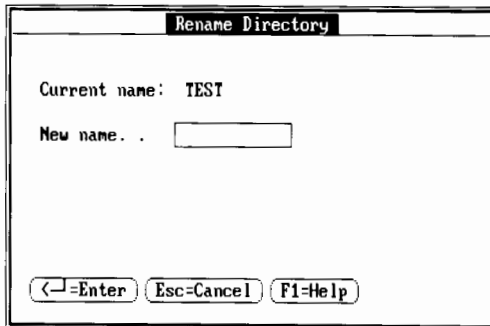 Rename Directory
Current name: TEST
New name. .
<┘=Enter Esc=Cancel F1=Help